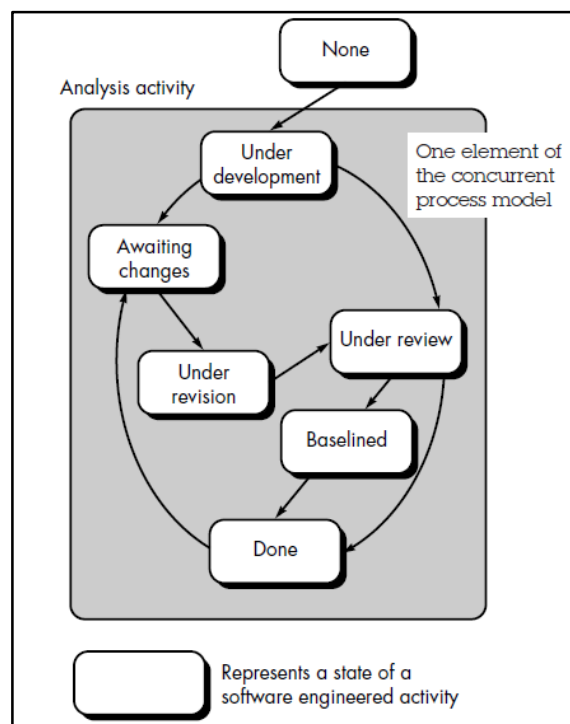 None
Analysis activity
Under
development
One element of
the concurrent
process model
Awaiting
changes
Under review
Under
revision
Baselined
Done
Represents a state of a
software engineered activity